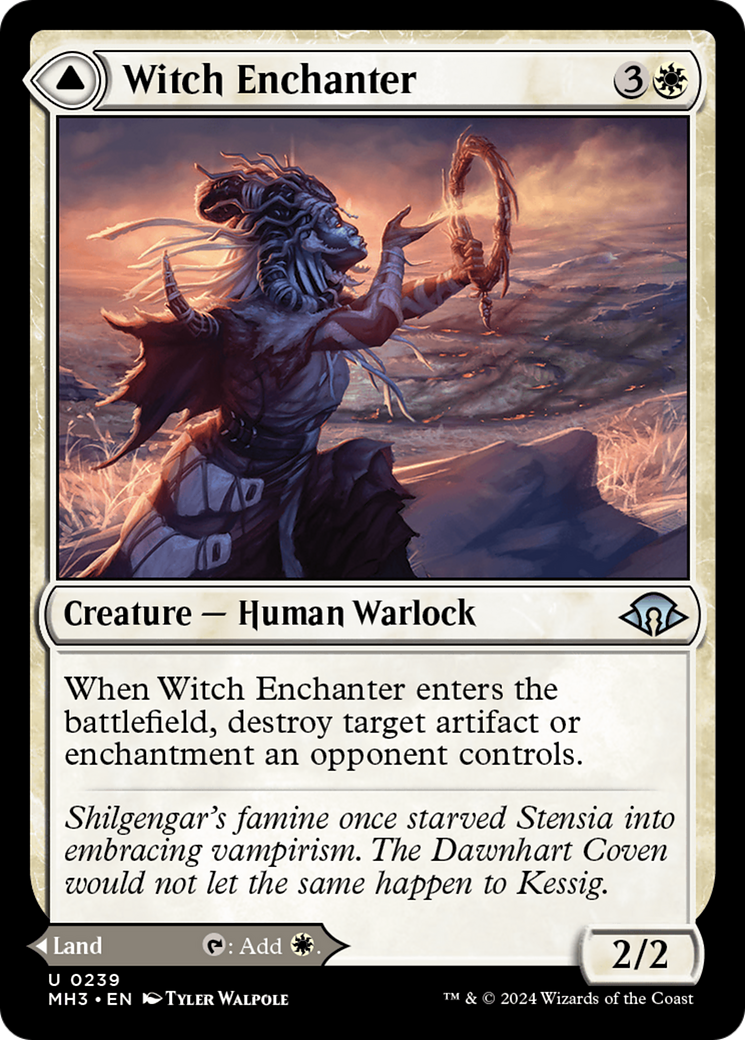 Witch Enchanter 3
Creature — Human Warlock
When Witch Enchanter enters the
battlefield, destroy target artifact or
enchantment an opponent controls.
Shilgengar's famine once starved Stensia into
embracing vampirism. The Dawnhart Coven
would not let the same happen to Kessig.
Land : Add .
2/2
U 0239
MH3 • EN Tyler Walpole
™ & © 2024 Wizards of the Coast